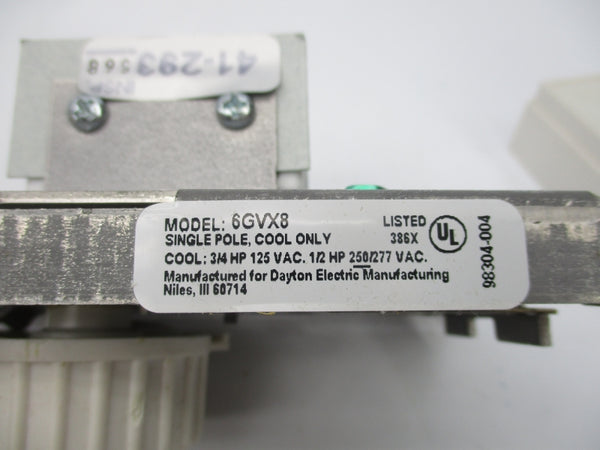 41-293
568
MODEL: 6GVX8
SINGLE POLE, COOL ONLY
LISTED
386X
UL
COOL: 3/4 HP 125 VAC. 1/2 HP 250/277 VAC.
Manufactured for Dayton Electric Manufacturing
Niles, Ill 60714
98304-004